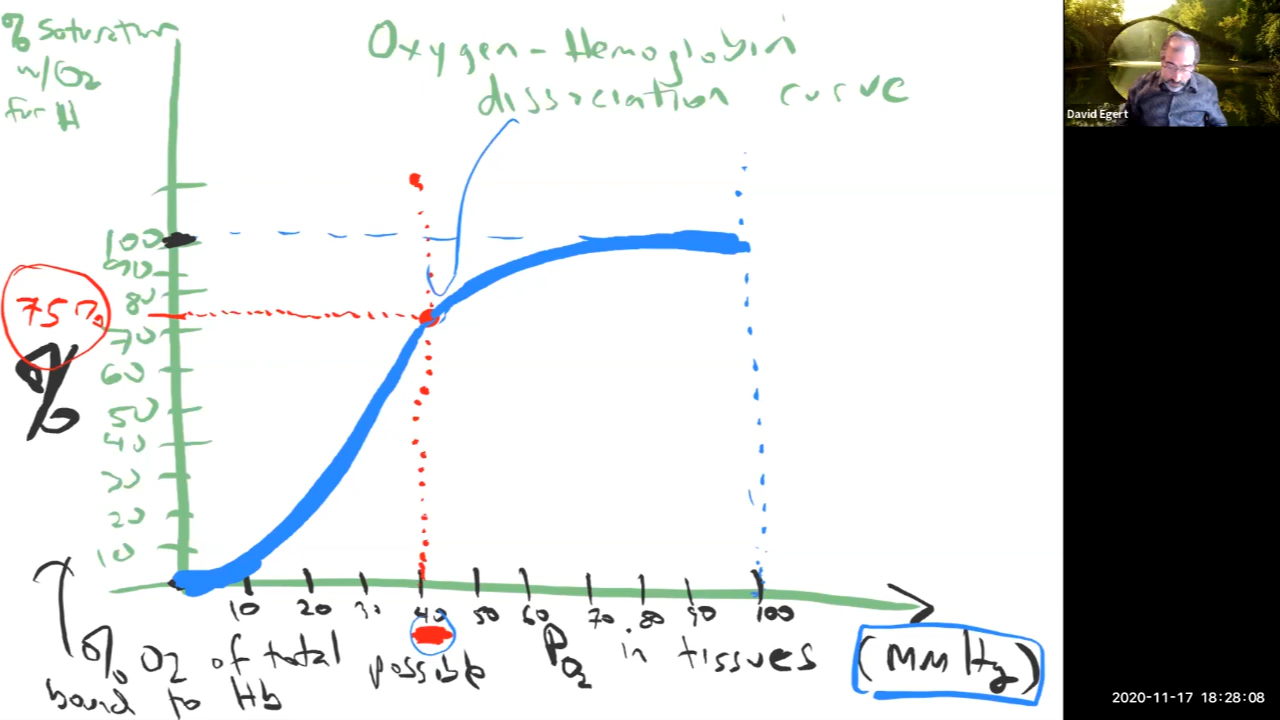 % Saturation
w/O2
for H
Oxygen-Hemoglobin
dissociation curve
David Egert
100
90
80
75%
70
%
60
50
40
30
20
10
10 20 30 40 50 60 70 80 90 100
% O2 of total possible
bound to Hb
PO2 in tissues (mm Hg)
2020-11-17 18:28:08